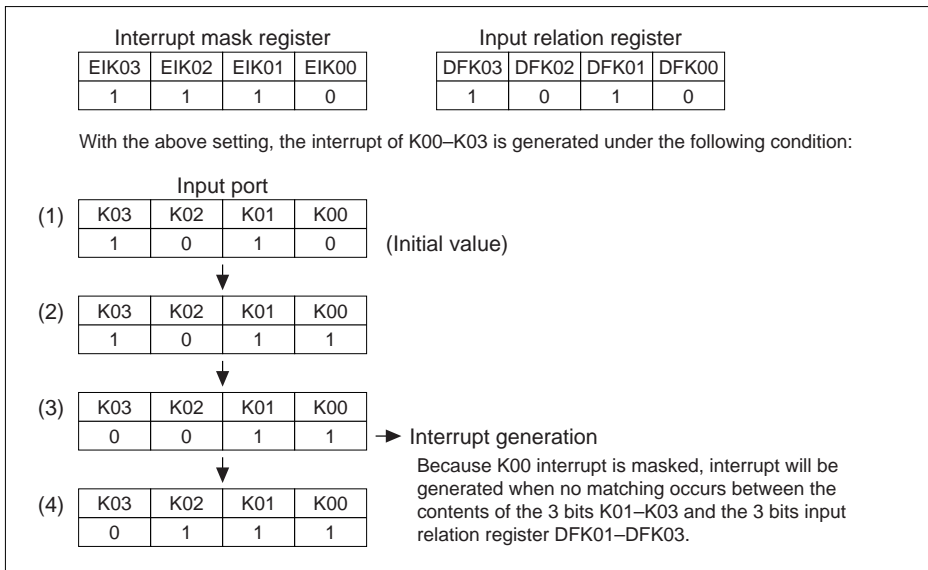 Interrupt mask register
EIK03 EIK02 EIK01 EIK00
1 1 1 0
Input relation register
DFK03 DFK02 DFK01 DFK00
1 0 1 0
With the above setting, the interrupt of K00–K03 is generated under the following condition:
Input port
(1) K03 K02 K01 K00
1 0 1 0 (Initial value)
(2) K03 K02 K01 K00
1 0 1 1
(3) K03 K02 K01 K00
0 0 1 1 Interrupt generation
Because K00 interrupt is masked, interrupt will be
generated when no matching occurs between the
contents of the 3 bits K01–K03 and the 3 bits input
relation register DFK01–DFK03.
(4) K03 K02 K01 K00
0 1 1 1